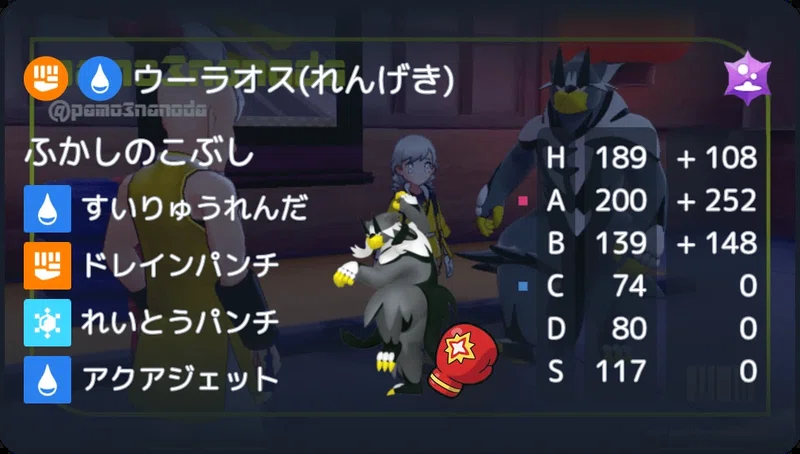 pamo3nanoda
ウーラオス(れんげき)
@pamo3nanoda
ふかしのこぶし
すいりゅうれんだ
ドレインパンチ
れいとうパンチ
アクアジェット
H 189 +108
A 200 +252
B 139 +148
C 74 0
D 80 0
S 117 0